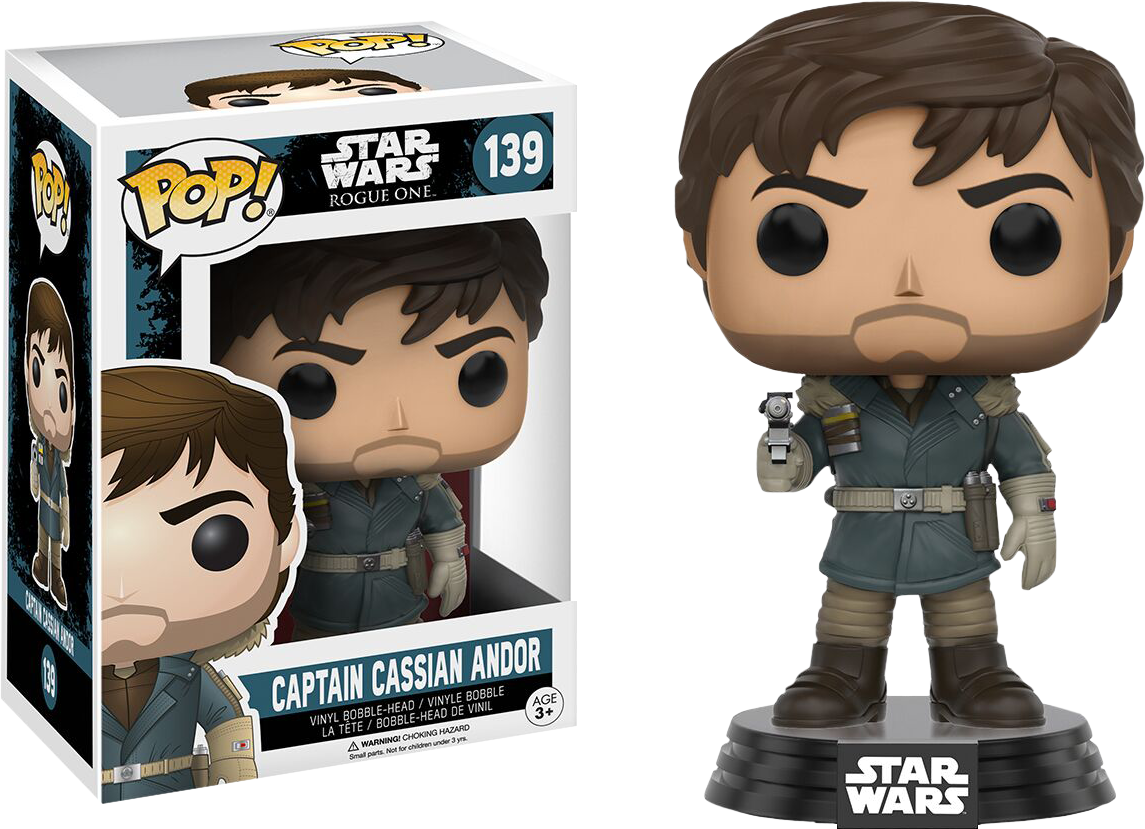 POP!
POP!
STAR
WARS
ROGUE ONE™
139
POP!®
CAPTAIN CASSIAN ANDOR
139
CAPTAIN CASSIAN ANDOR
VINYL BOBBLE-HEAD / VINYLE BOBBLE
LA TÊTE / BOBBLE-HEAD DE VINIL
AGE
3+
⚠ WARNING! CHOKING HAZARD
Small parts. Not for children under 3 yrs.
STAR
WARS